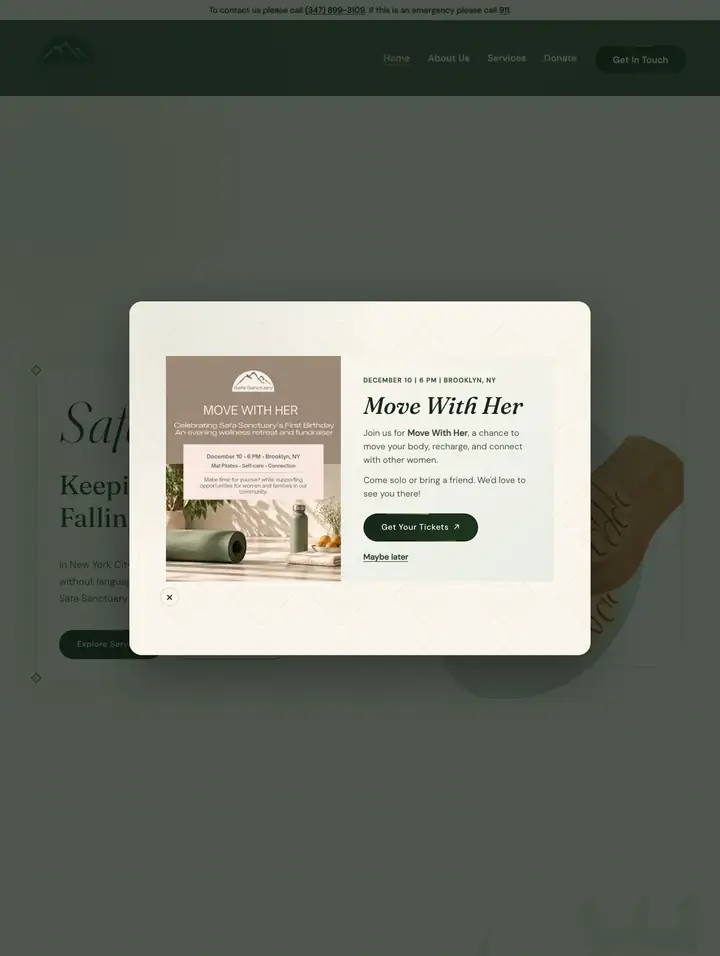 To contact us please call (347) 899-3109. If this is an emergency please call 911.
Home About Us Services Donate Get In Touch
Safa Sanctuary
MOVE WITH HER
Celebrating Safa Sanctuary's First Birthday
An evening wellness retreat and fundraiser
December 10 • 6 PM • Brooklyn, NY
Mat Pilates • Self-care • Connection
Make time for yourself while supporting
opportunities for women and families in our
community.
DECEMBER 10 | 6 PM | BROOKLYN, NY
Move With Her
Join us for Move With Her, a chance to
move your body, recharge, and connect
with other women.
Come solo or bring a friend. We'd love to
see you there!
Get Your Tickets
Maybe later
Keepi
Fallin
In New York Cit
without langua
Safa Sanctuary
Explore Serv